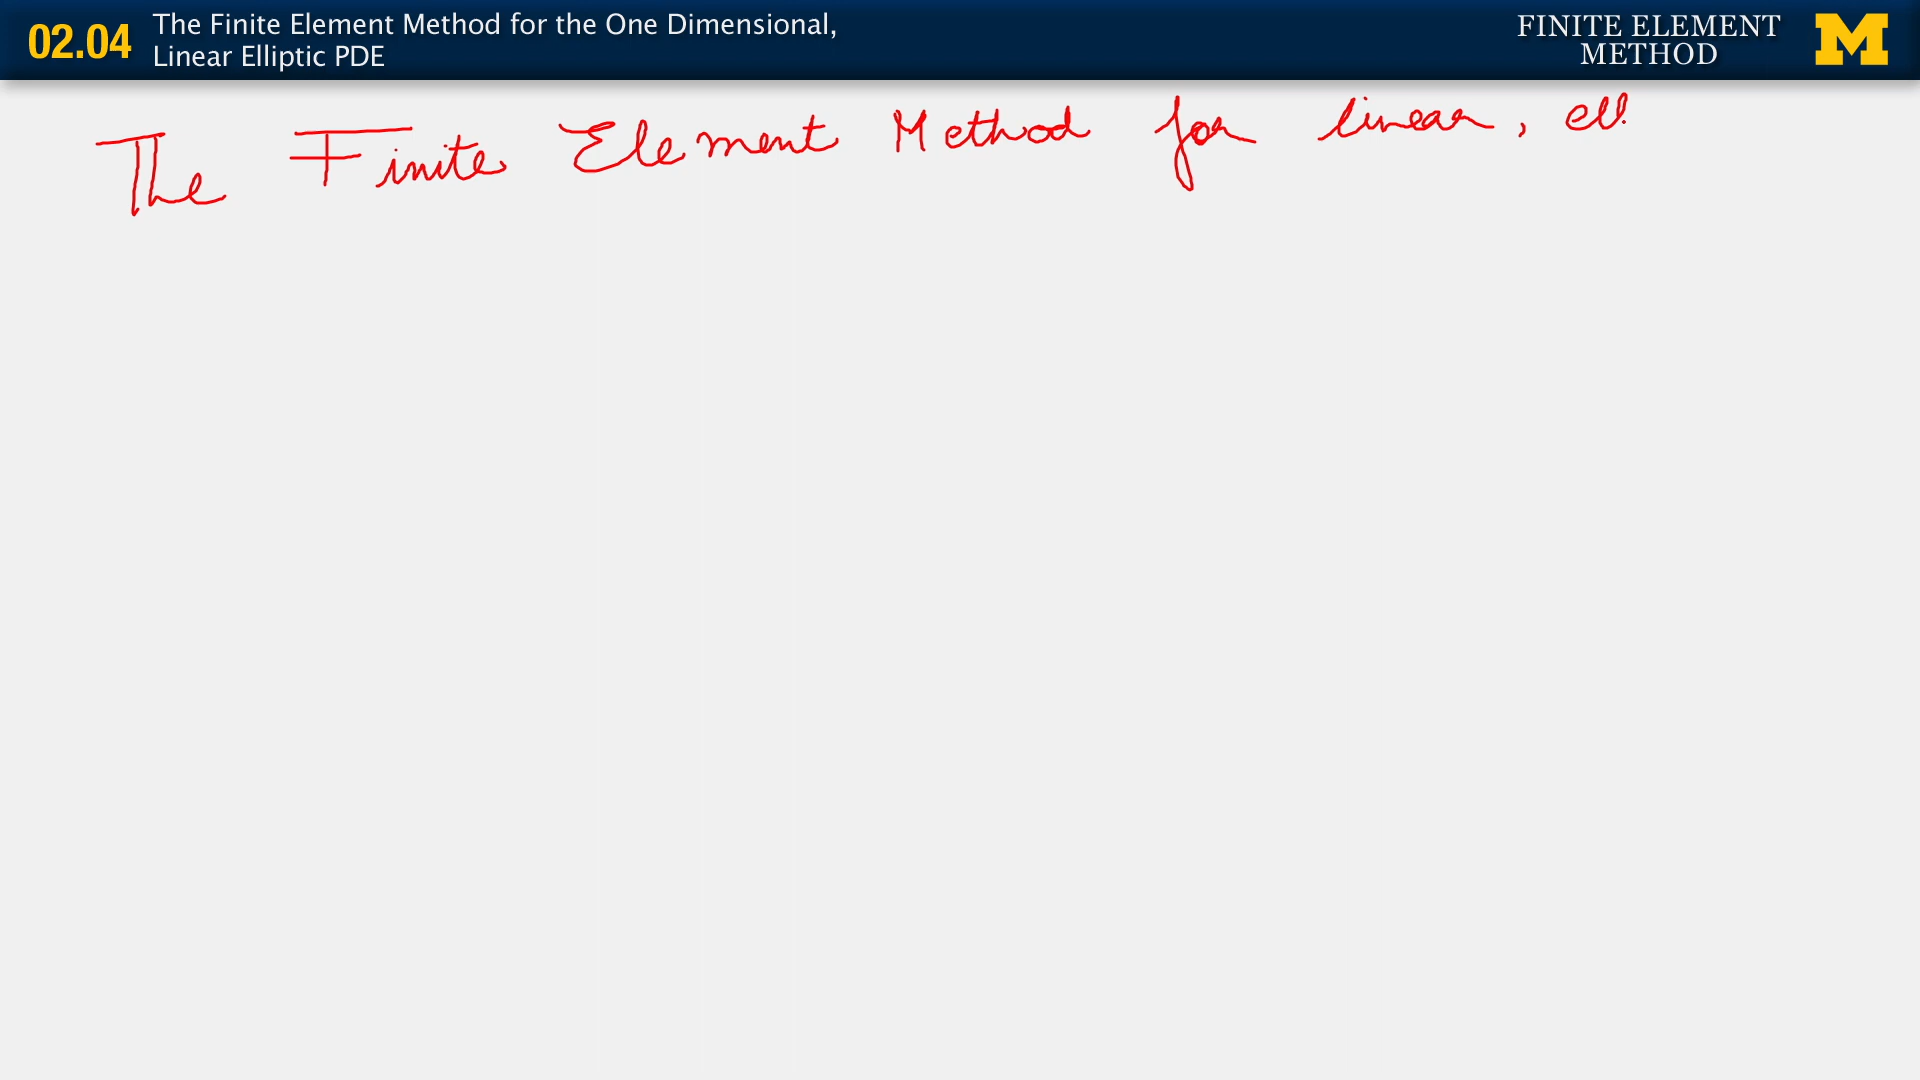 02.04
The Finite Element Method for the One Dimensional,
Linear Elliptic PDE
FINITE ELEMENT
METHOD
M
The Finite Element Method for linear, ell